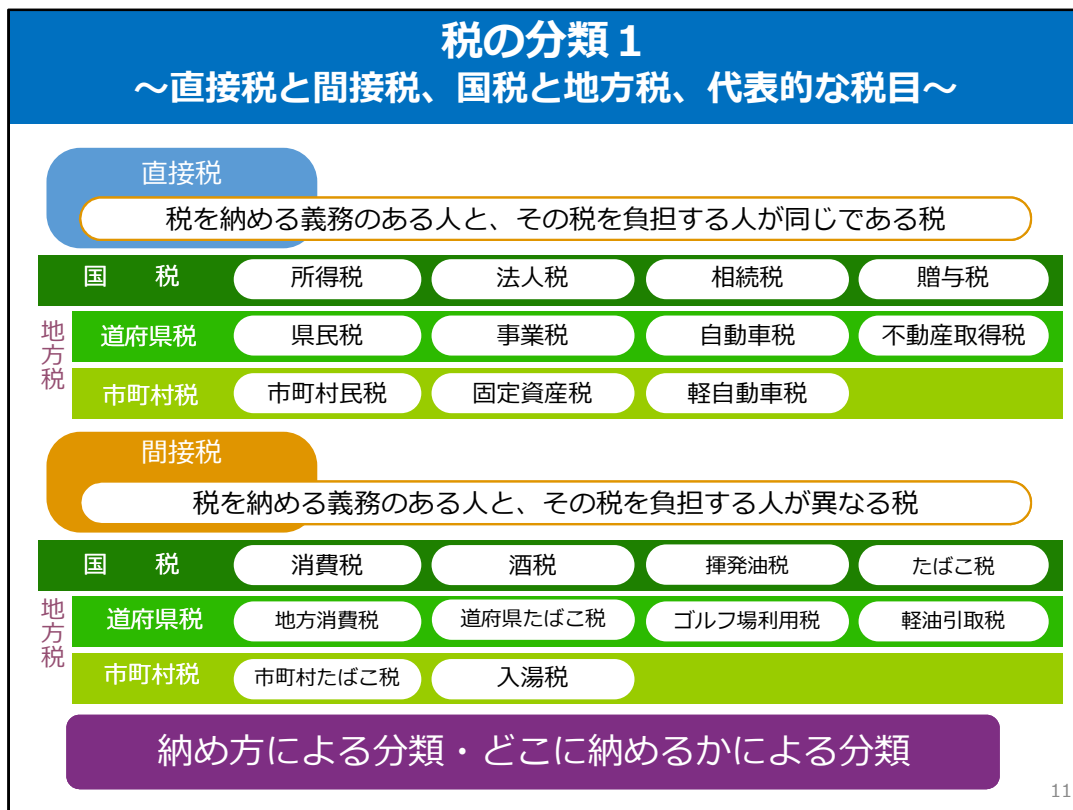 税の分類１
～直接税と間接税、国税と地方税、代表的な税目～
直接税
税を納める義務のある人と、その税を負担する人が同じである税
国　税 所得税 法人税 相続税 贈与税
地方税
道府県税 県民税 事業税 自動車税 不動産取得税
市町村税 市町村民税 固定資産税 軽自動車税
間接税
税を納める義務のある人と、その税を負担する人が異なる税
国　税 消費税 酒税 揮発油税 たばこ税
地方税
道府県税 地方消費税 道府県たばこ税 ゴルフ場利用税 軽油引取税
市町村税 市町村たばこ税 入湯税
納め方による分類・どこに納めるかによる分類
11